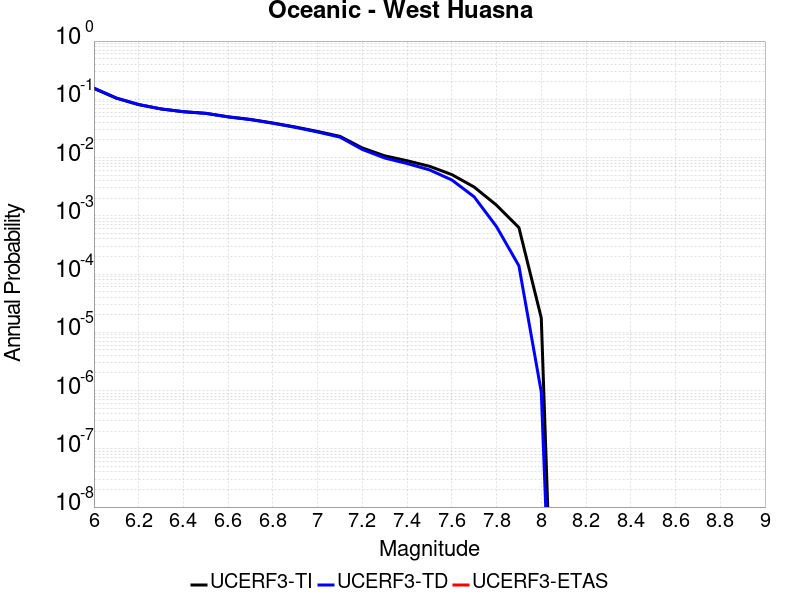 Oceanic - West Huasna
10^0
10^-1
10^-2
10^-3
10^-4
10^-5
10^-6
10^-7
10^-8
Annual Probability
6 6.2 6.4 6.6 6.8 7 7.2 7.4 7.6 7.8 8 8.2 8.4 8.6 8.8 9
Magnitude
UCERF3-TI UCERF3-TD UCERF3-ETAS